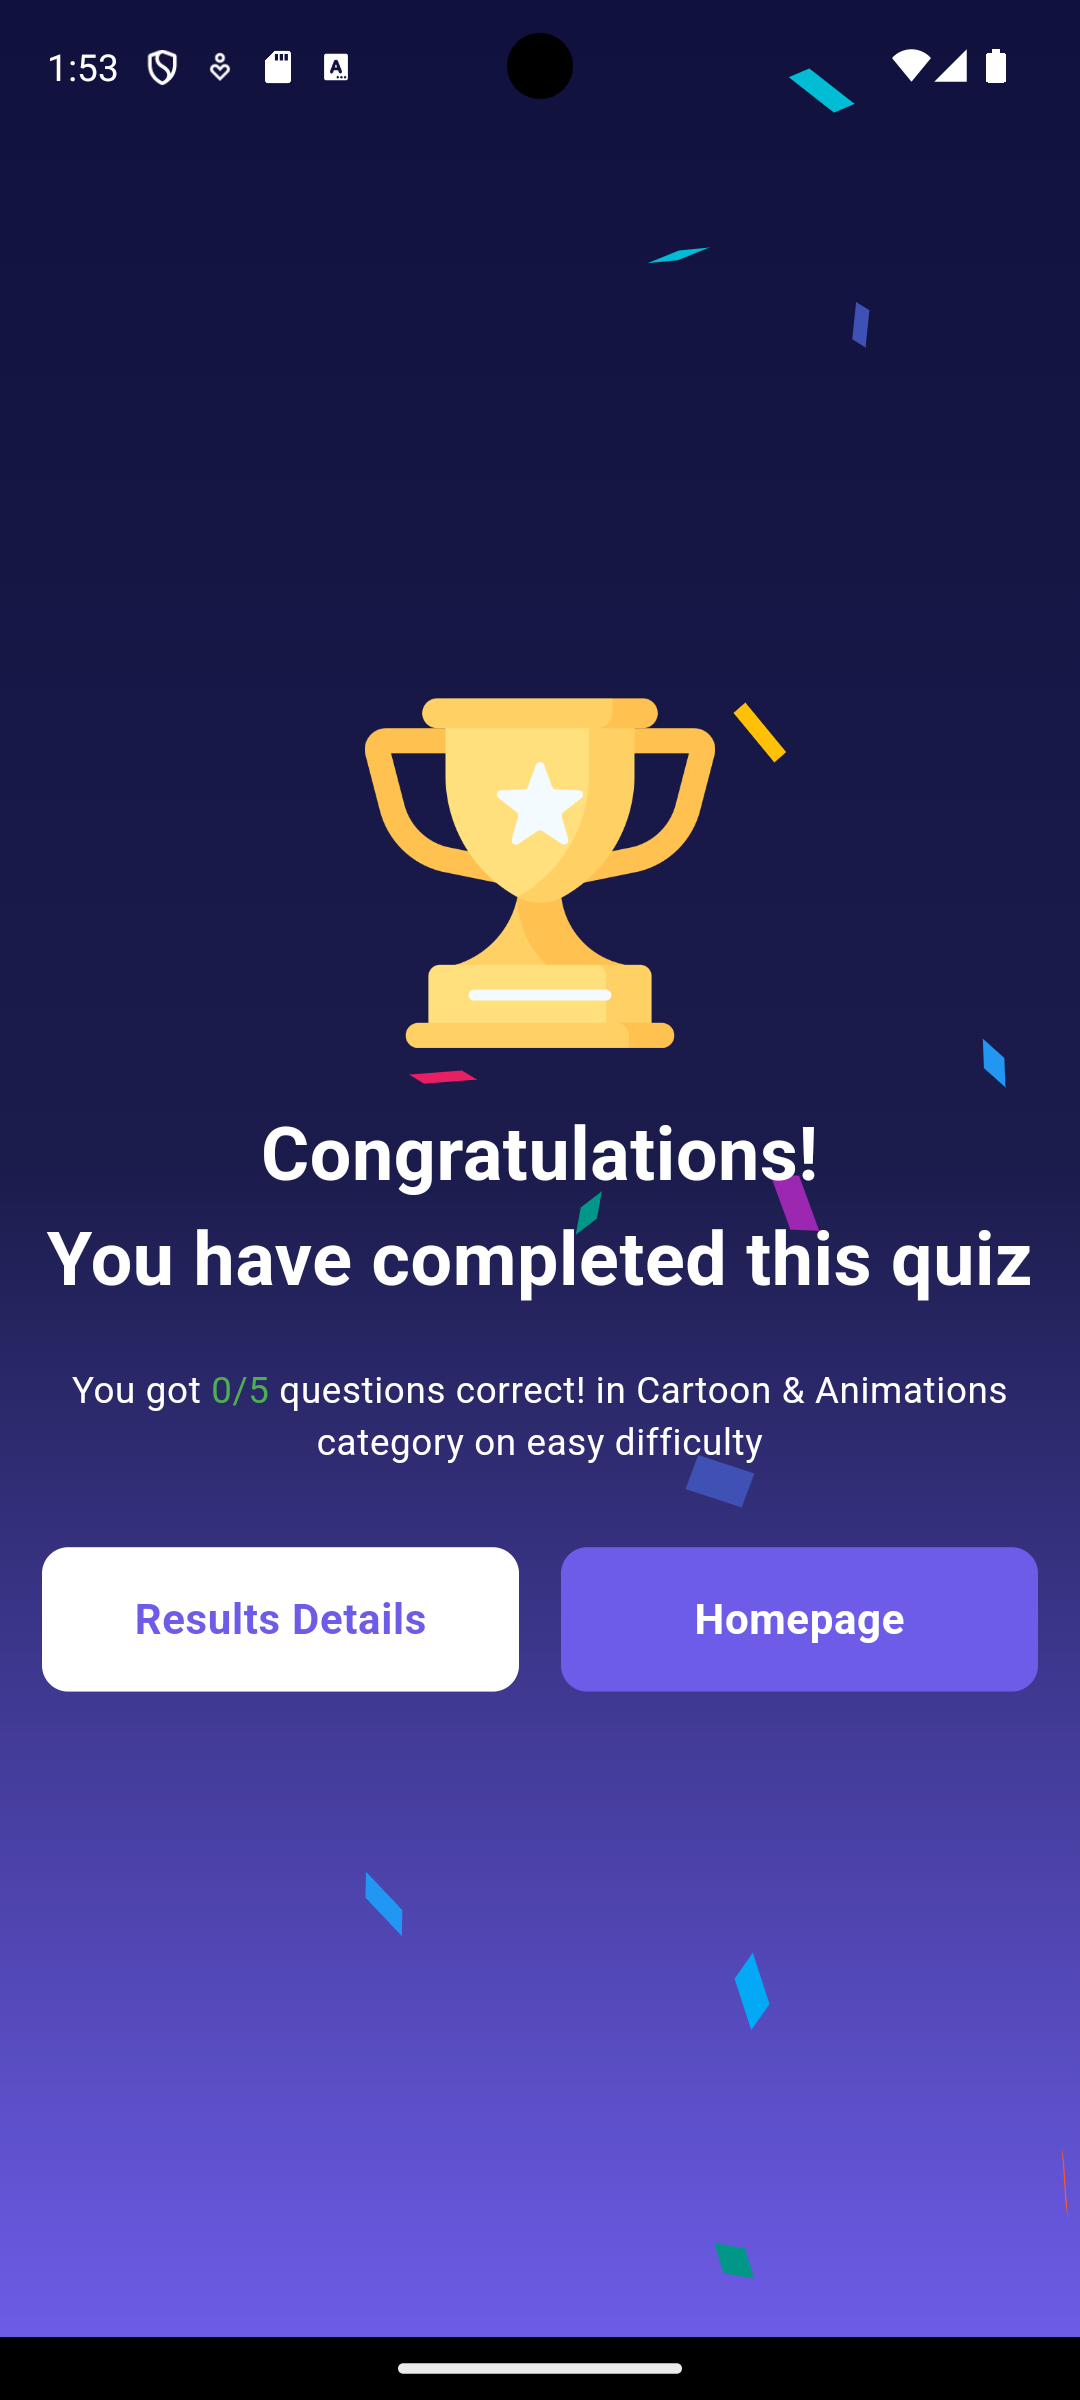 1:53
Congratulations!
You have completed this quiz
You got 0/5 questions correct! in Cartoon & Animations
category on easy difficulty
Results Details
Homepage